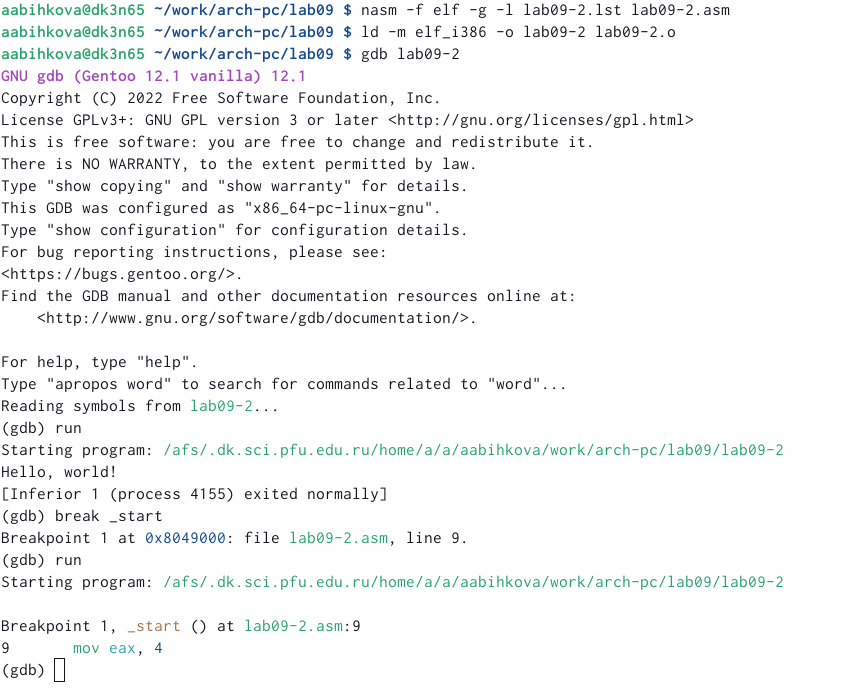 aabihkova@dk3n65 ~/work/arch-pc/lab09 $ nasm -f elf -g -l lab09-2.lst lab09-2.asm
aabihkova@dk3n65 ~/work/arch-pc/lab09 $ ld -m elf_i386 -o lab09-2 lab09-2.o
aabihkova@dk3n65 ~/work/arch-pc/lab09 $ gdb lab09-2
GNU gdb (Gentoo 12.1 vanilla) 12.1
Copyright (C) 2022 Free Software Foundation, Inc.
License GPLv3+: GNU GPL version 3 or later <http://gnu.org/licenses/gpl.html>
This is free software: you are free to change and redistribute it.
There is NO WARRANTY, to the extent permitted by law.
Type "show copying" and "show warranty" for details.
This GDB was configured as "x86_64-pc-linux-gnu".
Type "show configuration" for configuration details.
For bug reporting instructions, please see:
<https://bugs.gentoo.org/>.
Find the GDB manual and other documentation resources online at:
    <http://www.gnu.org/software/gdb/documentation/>.

For help, type "help".
Type "apropos word" to search for commands related to "word"...
Reading symbols from lab09-2...
(gdb) run
Starting program: /afs/.dk.sci.pfu.edu.ru/home/a/a/aabihkova/work/arch-pc/lab09/lab09-2
Hello, world!
[Inferior 1 (process 4155) exited normally]
(gdb) break _start
Breakpoint 1 at 0x8049000: file lab09-2.asm, line 9.
(gdb) run
Starting program: /afs/.dk.sci.pfu.edu.ru/home/a/a/aabihkova/work/arch-pc/lab09/lab09-2

Breakpoint 1, _start () at lab09-2.asm:9
9       mov eax, 4
(gdb)